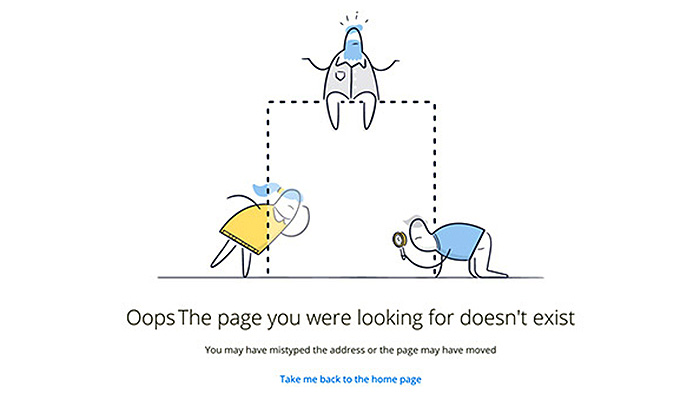 Oops The page you were looking for doesn't exist
You may have mistyped the address or the page may have moved
Take me back to the home page